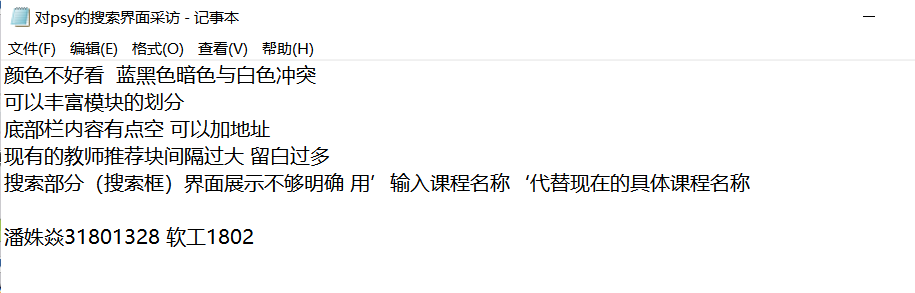 对psy的搜索界面采访 - 记事本
文件(F) 编辑(E) 格式(O) 查看(V) 帮助(H)
颜色不好看  蓝黑色暗色与白色冲突
可以丰富模块的划分
底部栏内容有点空 可以加地址
现有的教师推荐块间隔过大 留白过多
搜索部分（搜索框）界面展示不够明确 用’输入课程名称‘代替现在的具体课程名称
潘姝焱31801328 软工1802